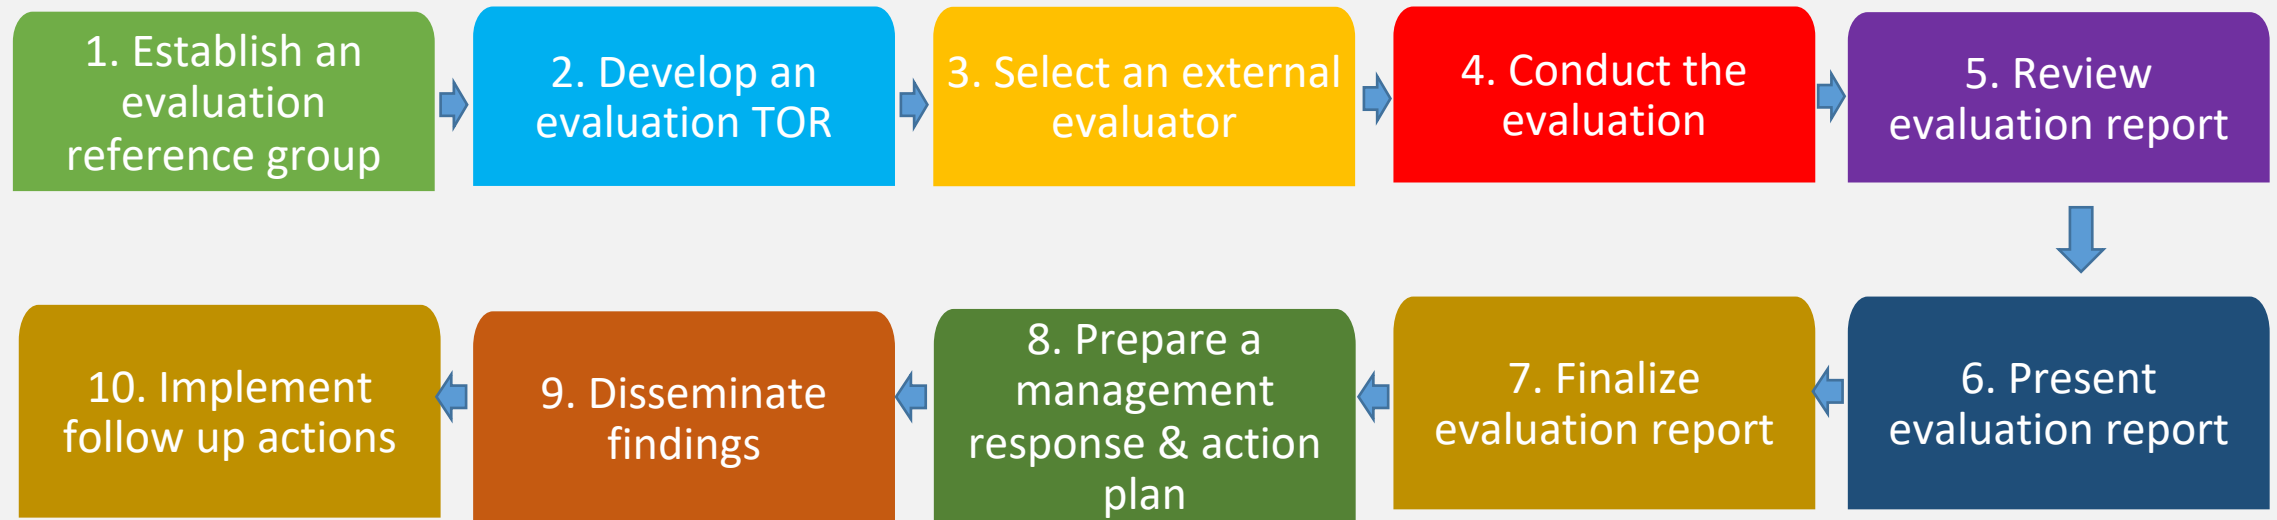 1. Establish an
evaluation
reference group
2. Develop an
evaluation TOR
3. Select an external
evaluator
4. Conduct the
evaluation
5. Review
evaluation report
6. Present
evaluation report
7. Finalize
evaluation report
8. Prepare a
management
response & action
plan
9. Disseminate
findings
10. Implement
follow up actions